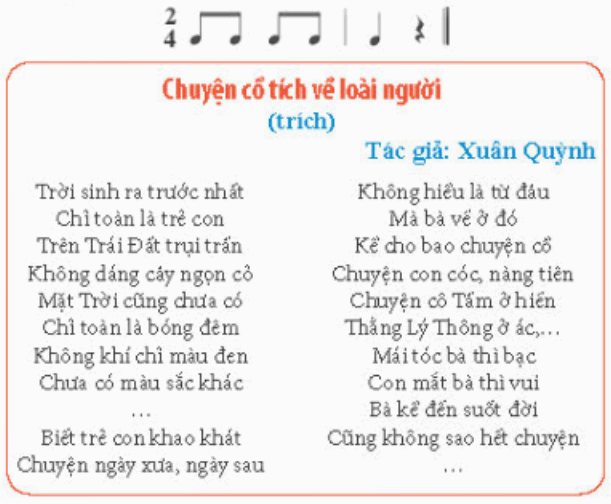 2
4
Chuyện cổ tích về loài người
(trích)
Tác giả: Xuân Quỳnh
Trời sinh ra trước nhất
Chỉ toàn là trẻ con
Trên Trái Đất trụi trần
Không dáng cây ngọn cỏ
Mặt Trời cũng chưa có
Chỉ toàn là bóng đêm
Không khí chỉ màu đen
Chưa có màu sắc khác
...
Biết trẻ con khao khát
Chuyện ngày xưa, ngày sau
Không hiểu là từ đâu
Mà bà về ở đó
Kể cho bao chuyện cổ
Chuyện con cóc, nàng tiên
Chuyện cô Tấm ở hiền
Thằng Lý Thông ở ác,...
Mái tóc bà thì bạc
Con mắt bà thì vui
Bà kể đến suốt đời
Cũng không sao hết chuyện
...